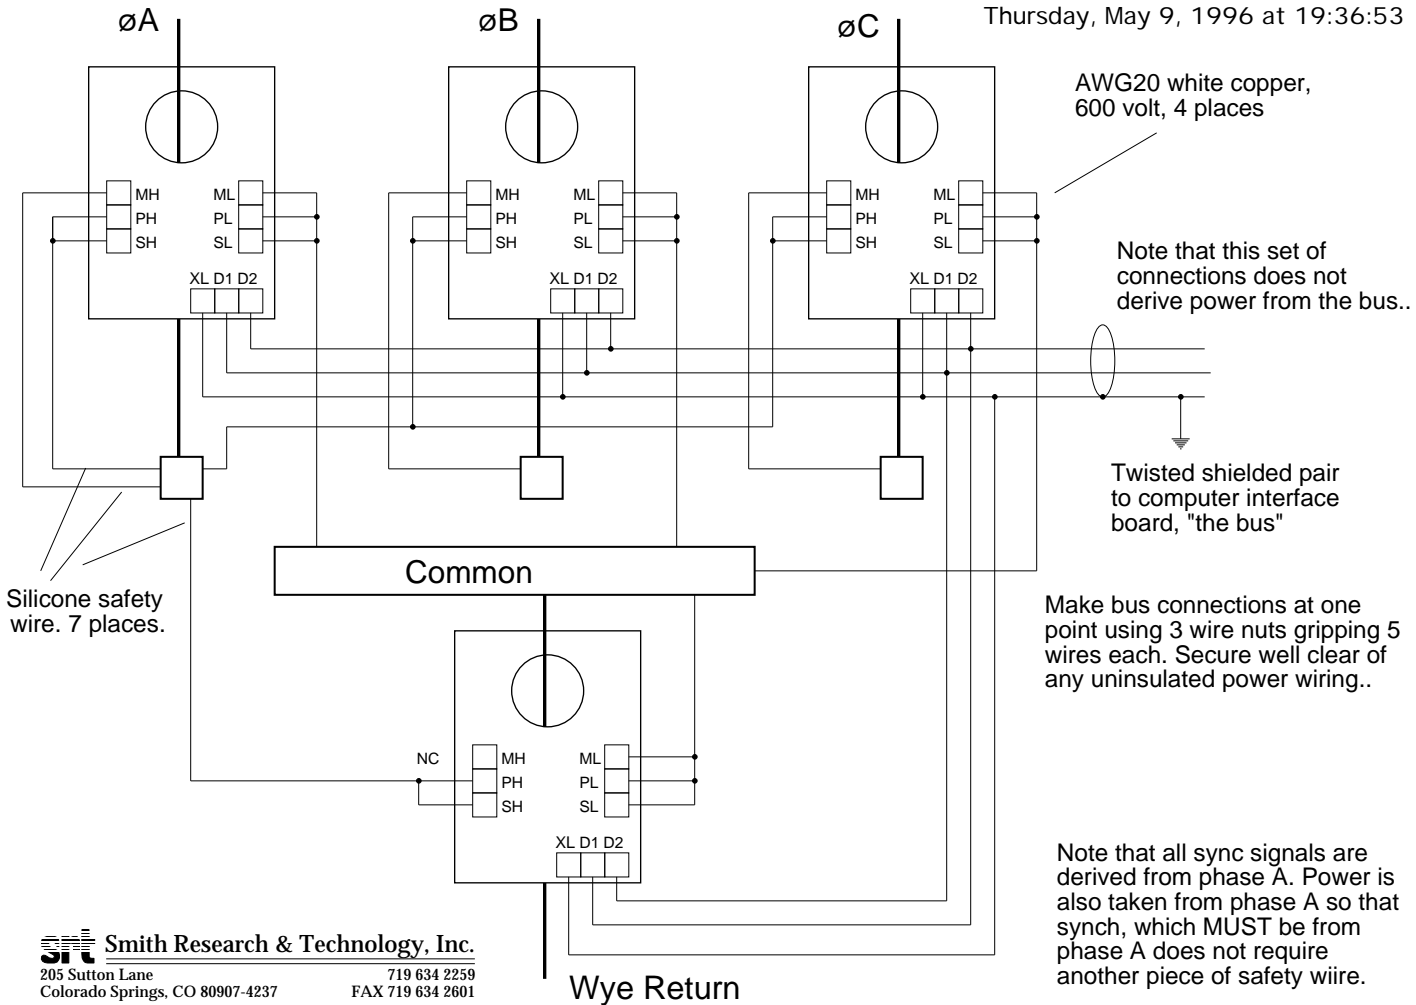 øA
øB
øC
Thursday, May 9, 1996 at 19:36:53
AWG20 white copper,
600 volt, 4 places
MH ML
PH PL
SH SL
XL D1 D2
MH ML
PH PL
SH SL
XL D1 D2
MH ML
PH PL
SH SL
XL D1 D2
Note that this set of
connections does not
derive power from the bus..
Twisted shielded pair
to computer interface
board, "the bus"
Silicone safety
wire. 7 places.
Common
Make bus connections at one
point using 3 wire nuts gripping 5
wires each. Secure well clear of
any uninsulated power wiring..
NC MH ML
PH PL
SH SL
XL D1 D2
Note that all sync signals are
derived from phase A. Power is
also taken from phase A so that
synch, which MUST be from
phase A does not require
another piece of safety wiire.
srt Smith Research & Technology, Inc.
205 Sutton Lane 719 634 2259
Colorado Springs, CO 80907-4237 FAX 719 634 2601
Wye Return